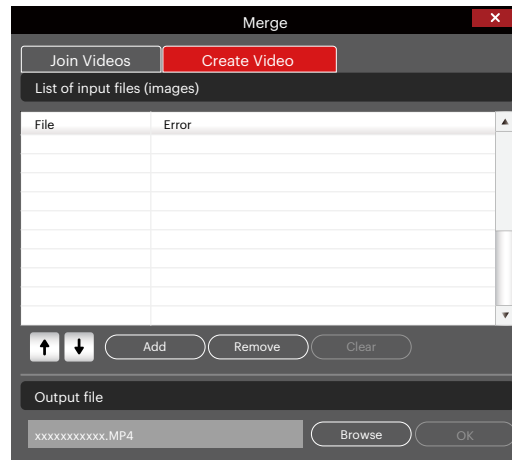 Merge
Join Videos Create Video
List of input files (images)
File Error
Add Remove Clear
Output file
xxxxxxxxxxx.MP4 Browse OK